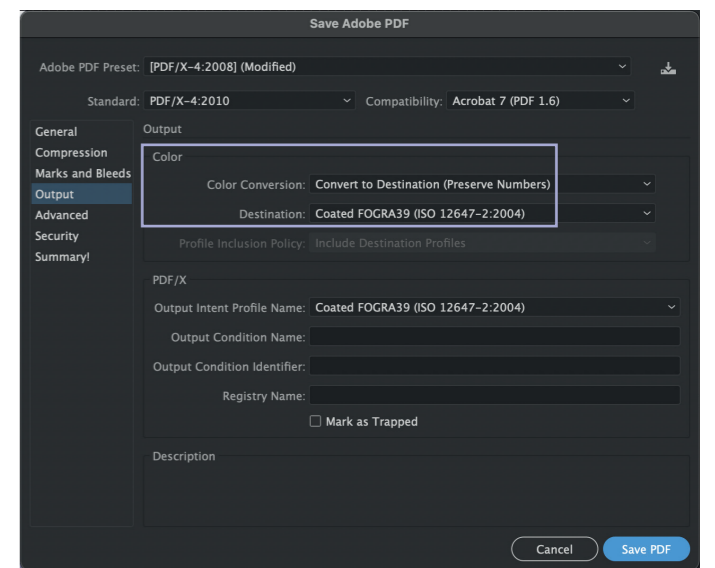 Save Adobe PDF
Adobe PDF Preset: [PDF/X-4:2008] (Modified)
Standard: PDF/X-4:2010 Compatibility: Acrobat 7 (PDF 1.6)
General
Compression
Marks and Bleeds
Output
Advanced
Security
Summary!
Output
Color
Color Conversion: Convert to Destination (Preserve Numbers)
Destination: Coated FOGRA39 (ISO 12647-2:2004)
Profile Inclusion Policy: Include Destination Profiles
PDF/X
Output Intent Profile Name: Coated FOGRA39 (ISO 12647-2:2004)
Output Condition Name:
Output Condition Identifier:
Registry Name:
Mark as Trapped
Description
Cancel Save PDF